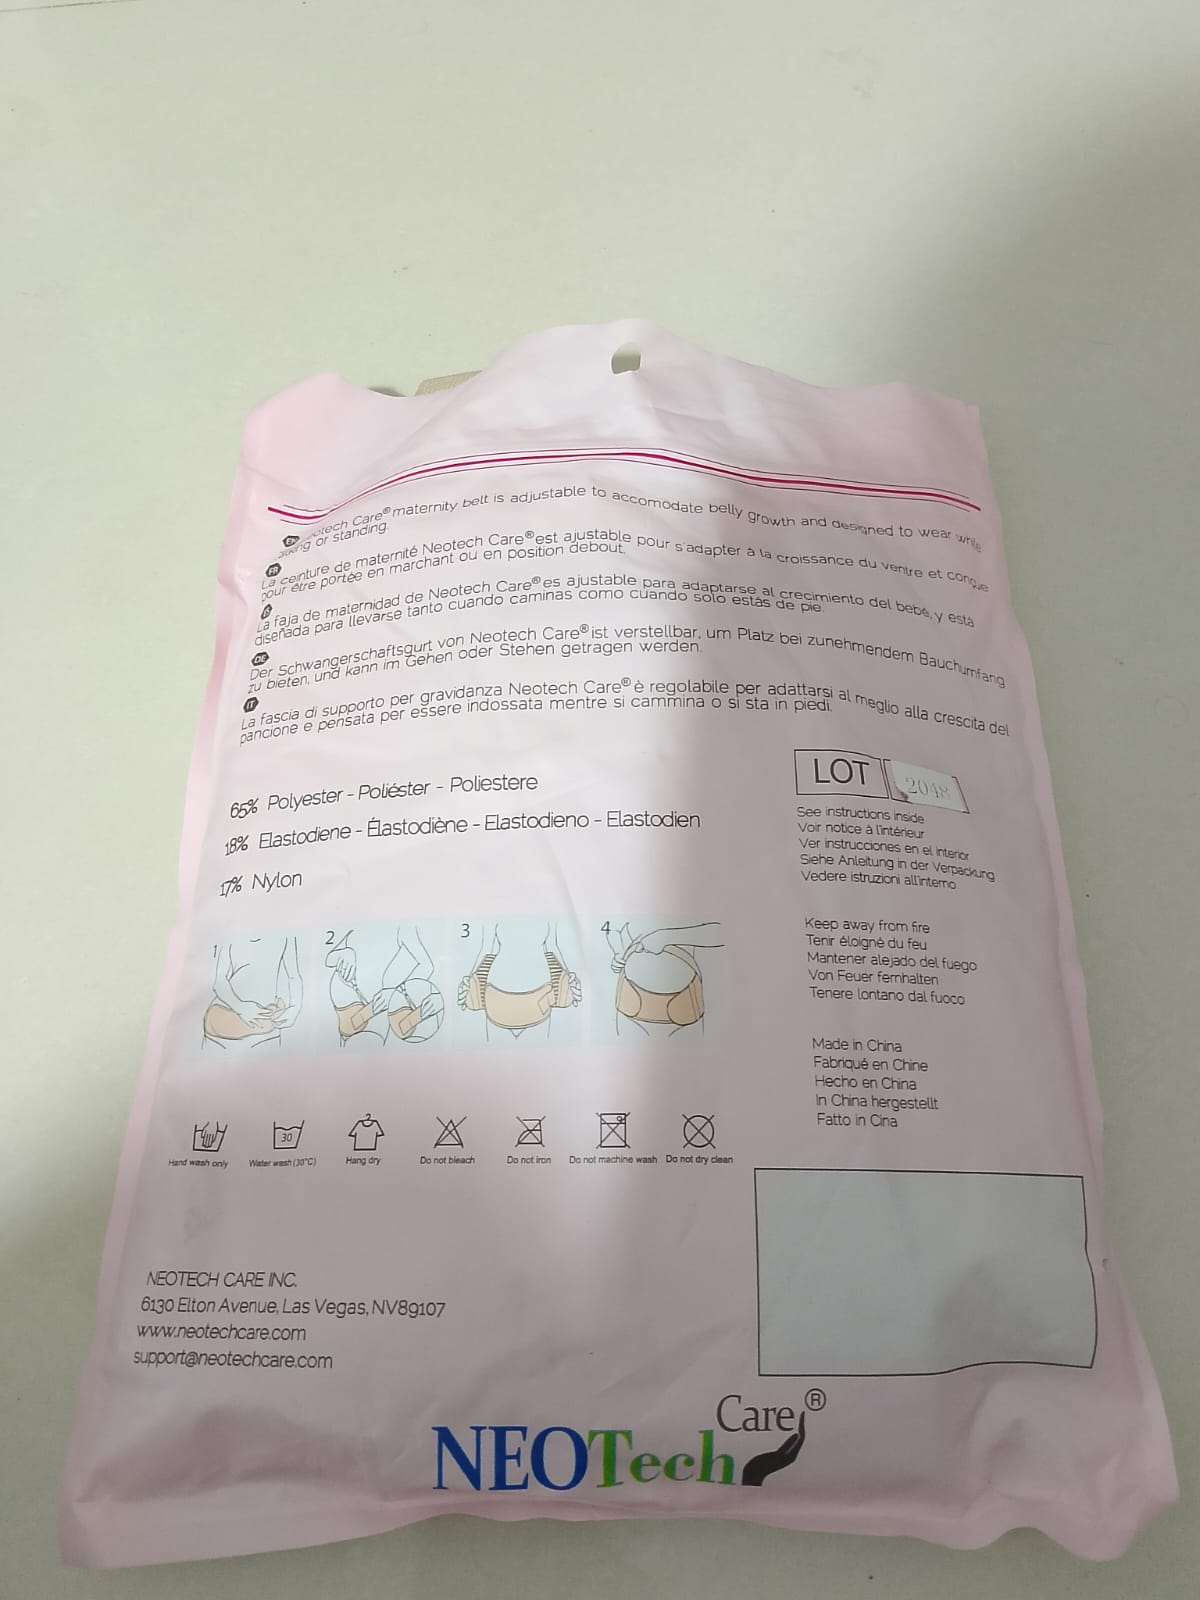 EN
Neotech Care® maternity belt is adjustable to accomodate belly growth and designed to wear while
walking or standing.
FR
La ceinture de maternité Neotech Care® est ajustable pour s'adapter à la croissance du ventre et conçue
pour être portée en marchant ou en position debout.
La faja de maternidad de Neotech Care® es ajustable para adaptarse al crecimiento del bebé, y está
diseñada para llevarse tanto cuando caminas como cuando solo estás de pie.
DE
Der Schwangerschaftsgurt von Neotech Care® ist verstellbar, um Platz bei zunehmendem Bauchumfang
zu bieten, und kann im Gehen oder Stehen getragen werden.
IT
La fascia di supporto per gravidanza Neotech Care® è regolabile per adattarsi al meglio alla crescita del
pancione e pensata per essere indossata mentre si cammina o si sta in piedi.
65% Polyester - Poliéster - Poliestere
18% Elastodiene - Élastodiène - Elastodieno - Elastodien
17% Nylon
LOT 2048
See instructions inside
Voir notice à l'intérieur
Ver instrucciones en el interior
Siehe Anleitung in der Verpackung
Vedere istruzioni all'interno
Keep away from fire
Tenir éloigné du feu
Mantener alejado del fuego
Von Feuer fernhalten
Tenere lontano dal fuoco
Made in China
Fabriqué en Chine
Hecho en China
In China hergestellt
Fatto in Cina
1 2 3 4
30
Hand wash only Water wash (30°C) Hang dry Do not bleach Do not iron Do not machine wash Do not dry clean
NEOTECH CARE INC.
6130 Elton Avenue, Las Vegas, NV89107
www.neotechcare.com
support@neotechcare.com
Care®
NEOTech